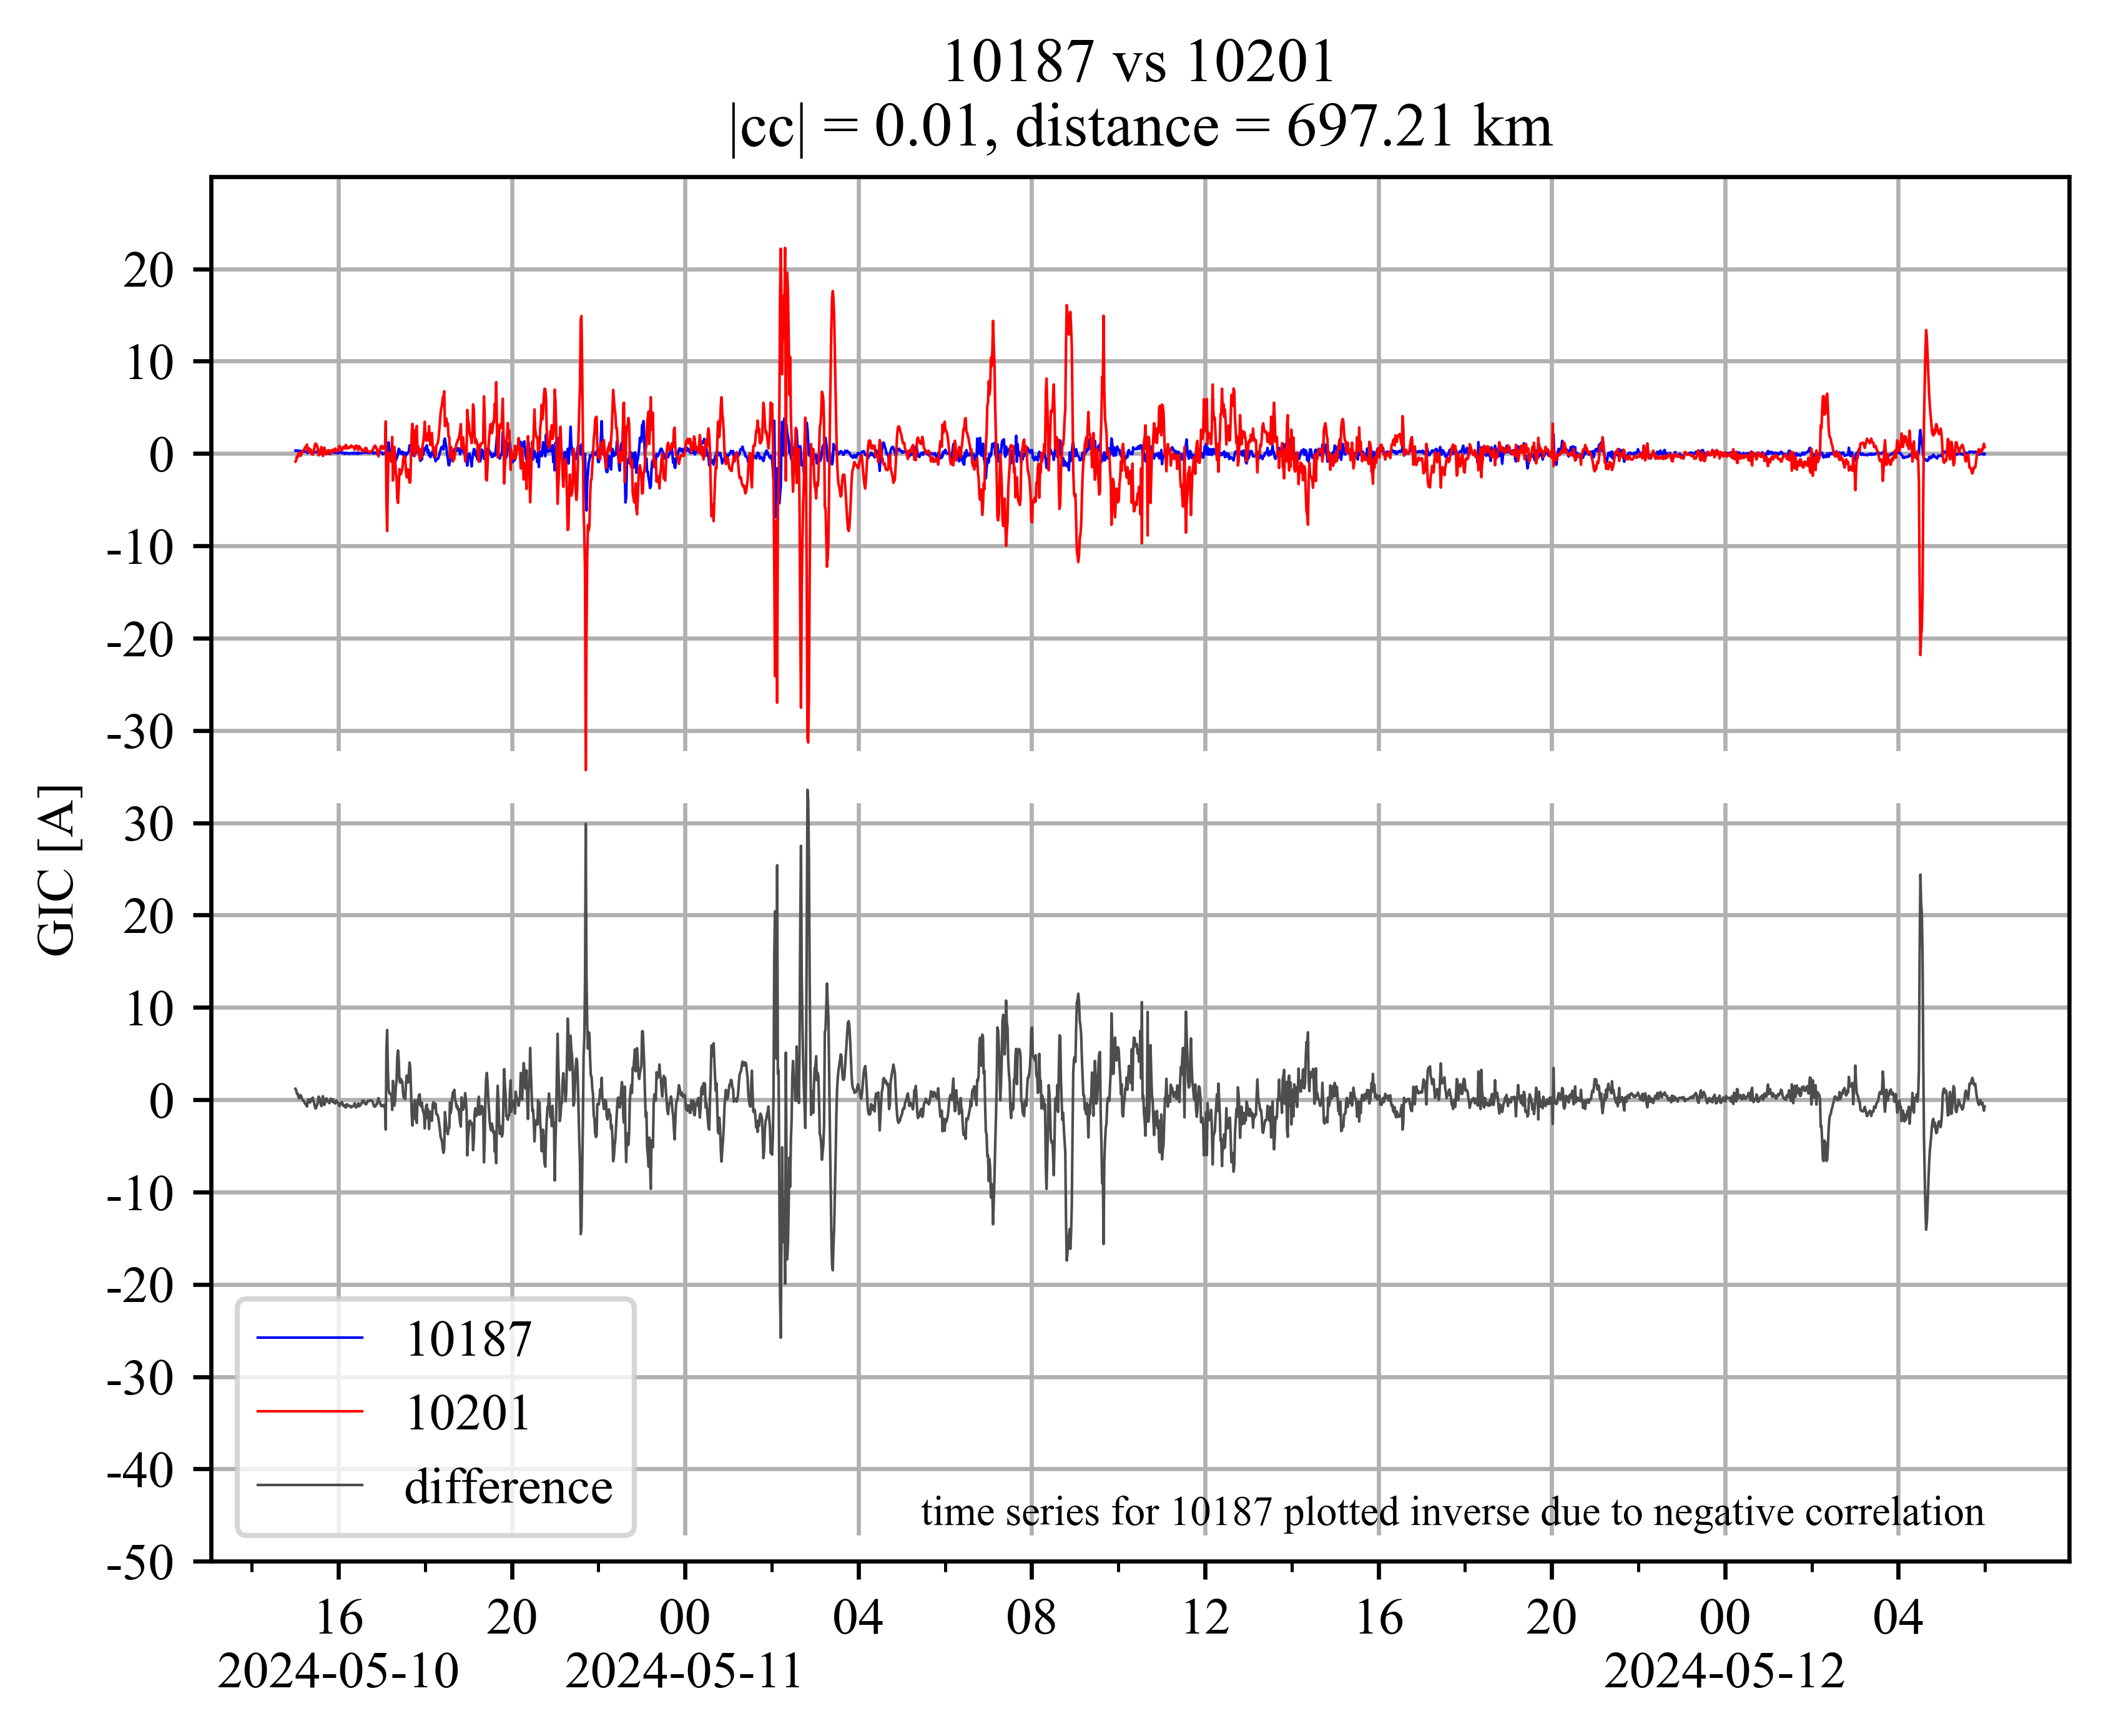 10187 vs 10201
|cc| = 0.01, distance = 697.21 km
20
10
0
-10
-20
-30
GIC [A]
30
20
10
0
-10
-20
-30
-40
-50
10187
10201
difference
time series for 10187 plotted inverse due to negative correlation
16 20 00 04 08 12 16 20 00 04
2024-05-10 2024-05-11 2024-05-12